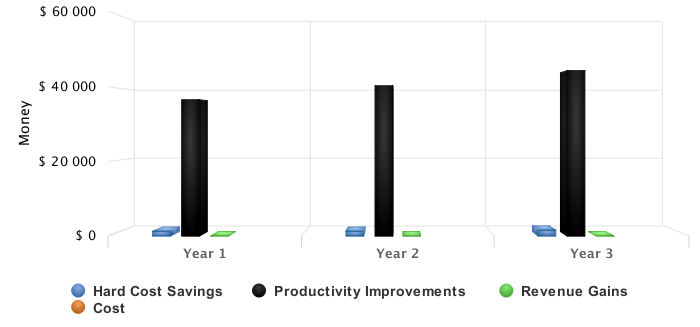 $ 60 000
$ 40 000
$ 20 000
$ 0
Money
Year 1
Year 2
Year 3
Hard Cost Savings
Productivity Improvements
Revenue Gains
Cost